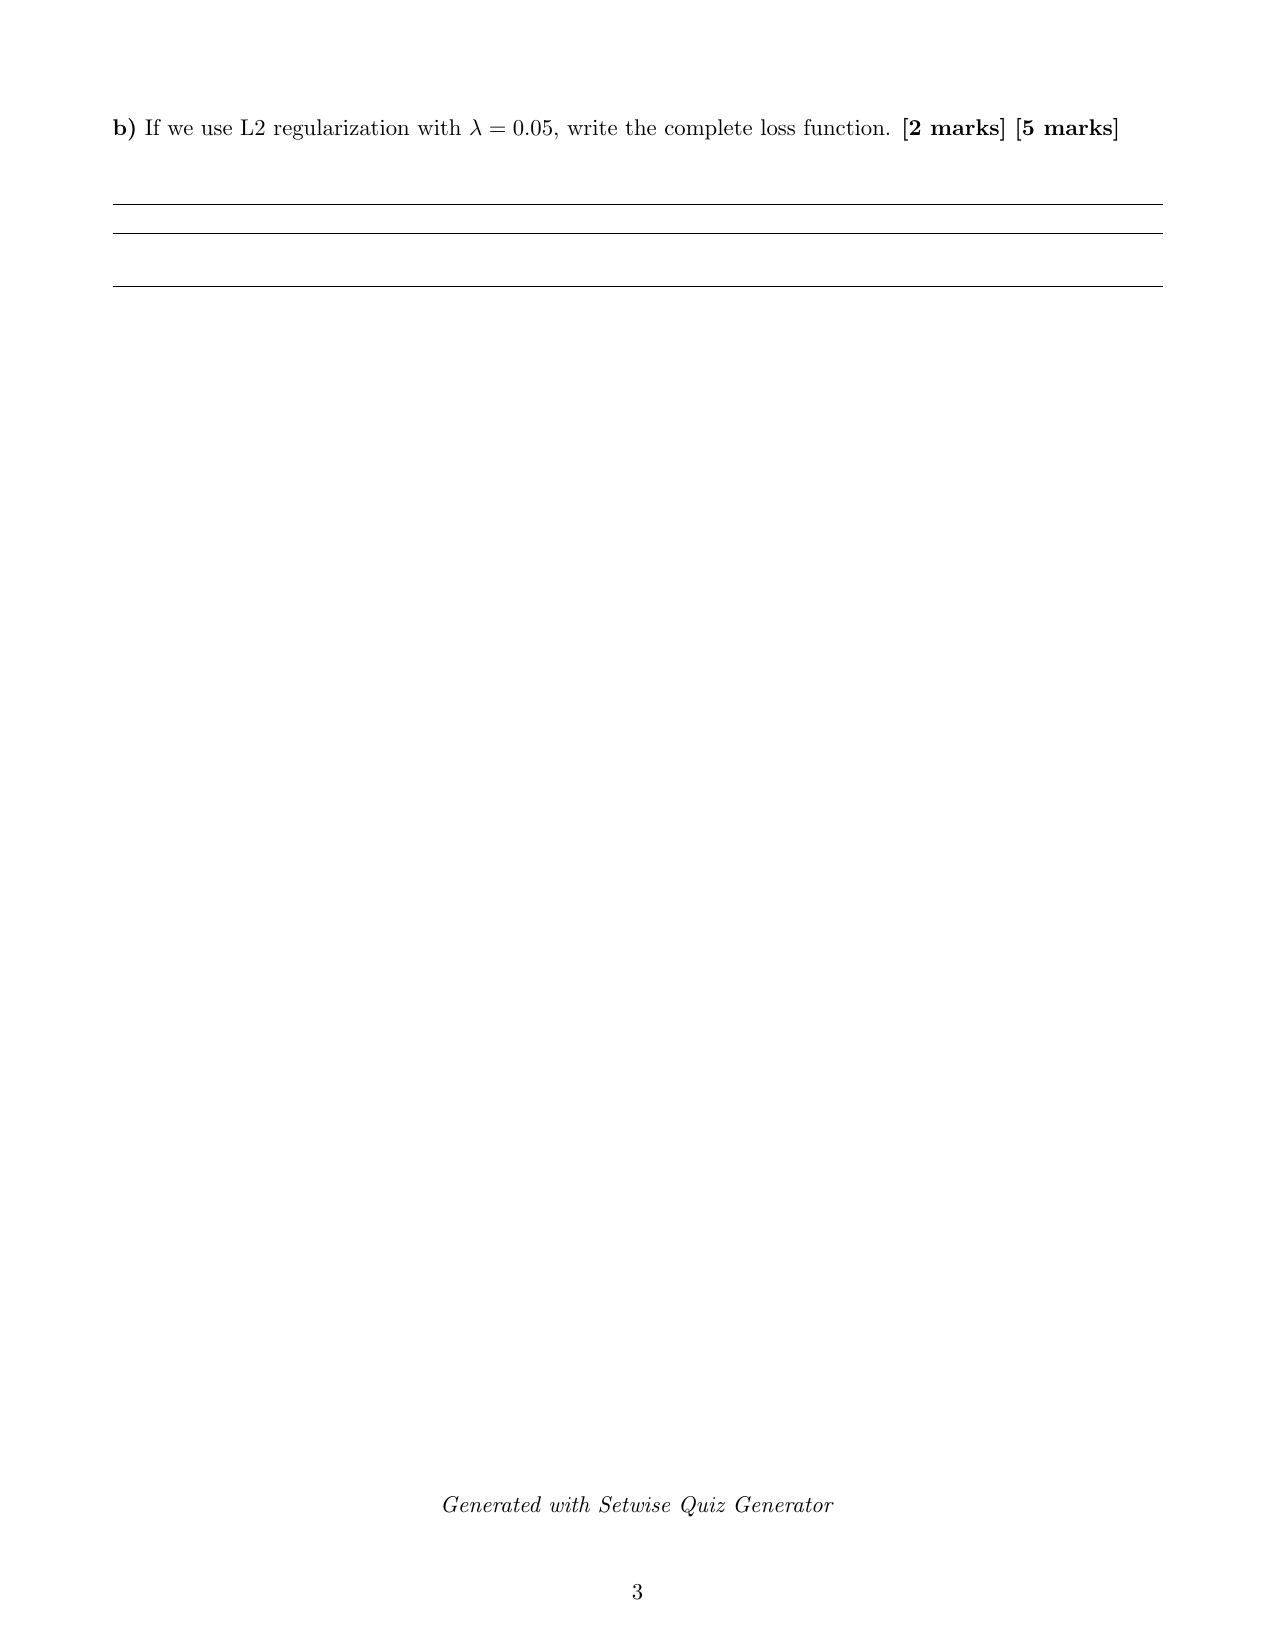 b) If we use L2 regularization with λ = 0.05, write the complete loss function. [2 marks] [5 marks]
Generated with Setwise Quiz Generator
3